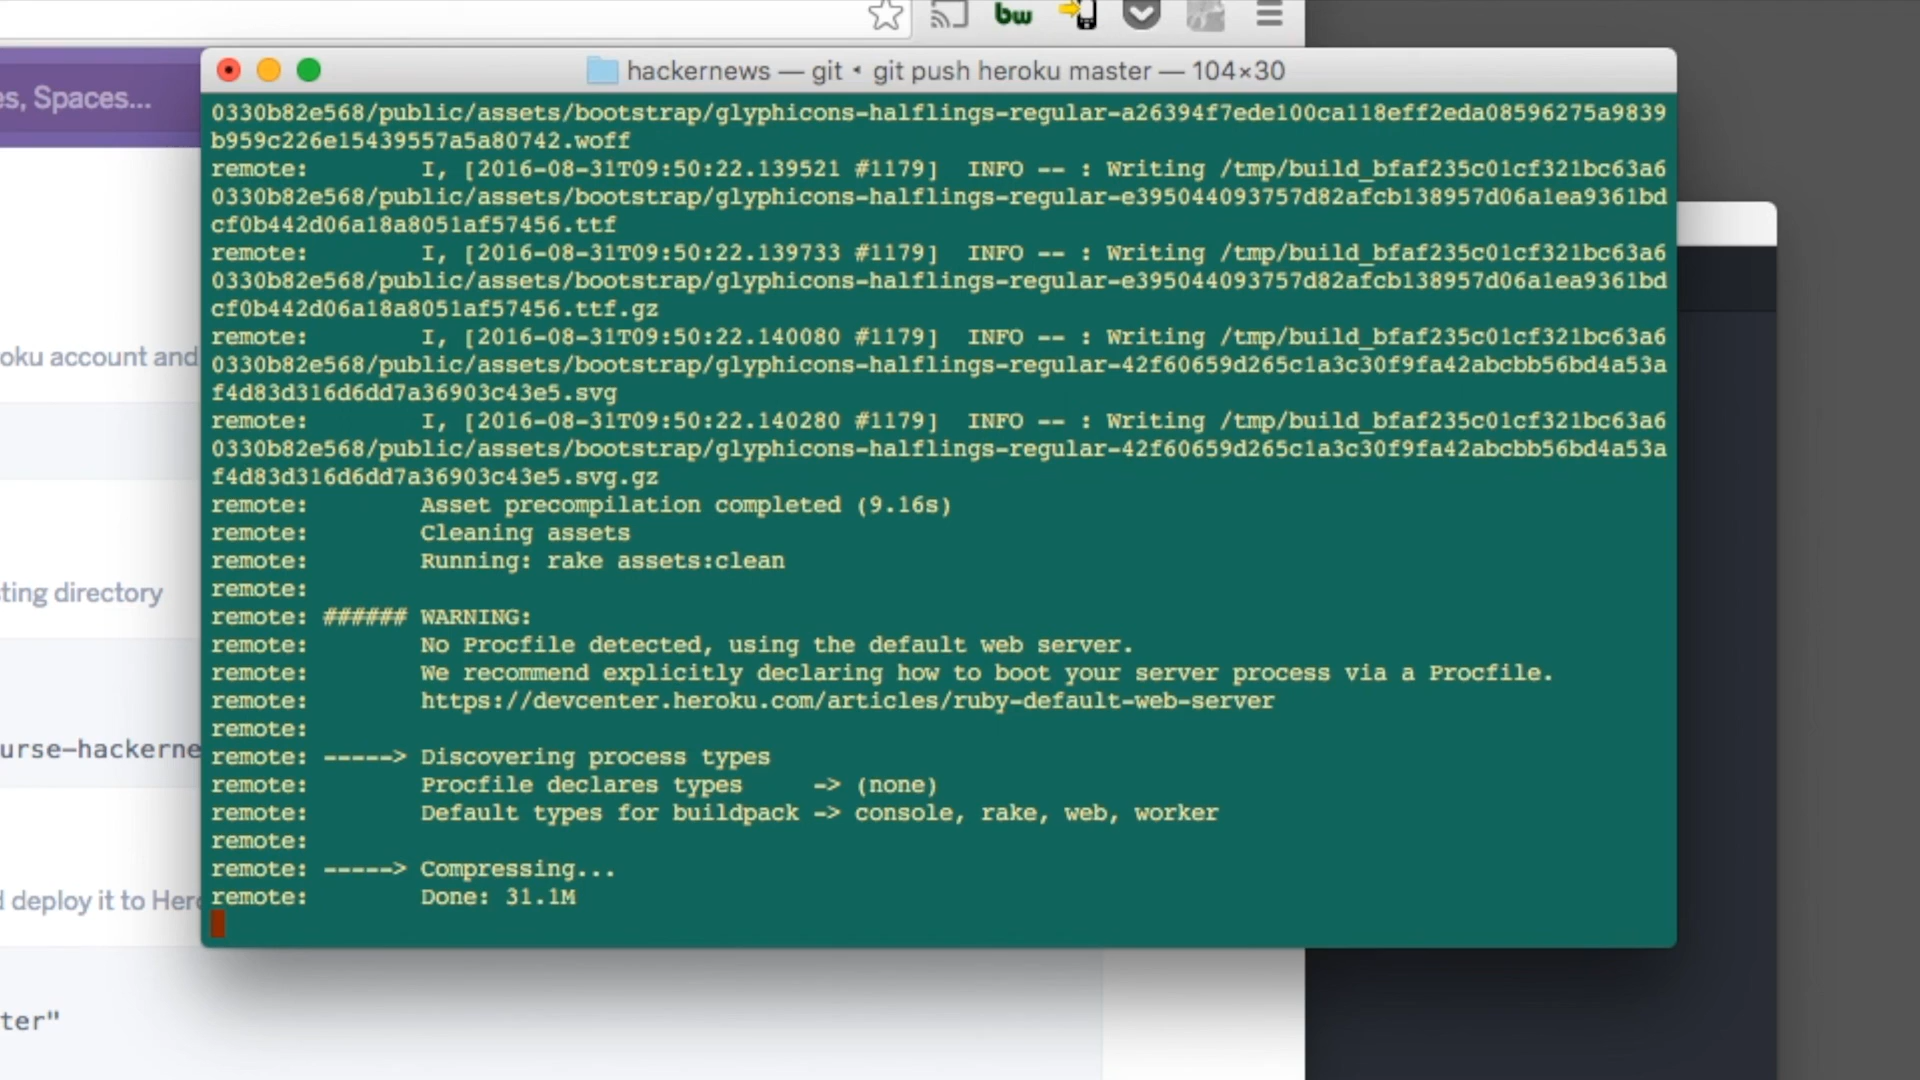 bw
es, Spaces...
hackernews — git ◂ git push heroku master — 104×30
0330b82e568/public/assets/bootstrap/glyphicons-halflings-regular-a26394f7ede100ca118eff2eda08596275a9839
b959c226e15439557a5a80742.woff
remote:        I, [2016-08-31T09:50:22.139521 #1179]  INFO -- : Writing /tmp/build_bfaf235c01cf321bc63a6
0330b82e568/public/assets/bootstrap/glyphicons-halflings-regular-e395044093757d82afcb138957d06a1ea9361bd
cf0b442d06a18a8051af57456.ttf
remote:        I, [2016-08-31T09:50:22.139733 #1179]  INFO -- : Writing /tmp/build_bfaf235c01cf321bc63a6
0330b82e568/public/assets/bootstrap/glyphicons-halflings-regular-e395044093757d82afcb138957d06a1ea9361bd
cf0b442d06a18a8051af57456.ttf.gz
remote:        I, [2016-08-31T09:50:22.140080 #1179]  INFO -- : Writing /tmp/build_bfaf235c01cf321bc63a6
0330b82e568/public/assets/bootstrap/glyphicons-halflings-regular-42f60659d265c1a3c30f9fa42abcbb56bd4a53a
f4d83d316d6dd7a36903c43e5.svg
remote:        I, [2016-08-31T09:50:22.140280 #1179]  INFO -- : Writing /tmp/build_bfaf235c01cf321bc63a6
0330b82e568/public/assets/bootstrap/glyphicons-halflings-regular-42f60659d265c1a3c30f9fa42abcbb56bd4a53a
f4d83d316d6dd7a36903c43e5.svg.gz
remote:        Asset precompilation completed (9.16s)
remote:        Cleaning assets
remote:        Running: rake assets:clean
remote:
remote: ###### WARNING:
remote:        No Procfile detected, using the default web server.
remote:        We recommend explicitly declaring how to boot your server process via a Procfile.
remote:        https://devcenter.heroku.com/articles/ruby-default-web-server
remote:
remote: -----> Discovering process types
remote:        Procfile declares types     -> (none)
remote:        Default types for buildpack -> console, rake, web, worker
remote:
remote: -----> Compressing...
remote:        Done: 31.1M
oku account and
ting directory
urse-hackerne
d deploy it to Hero
ter"